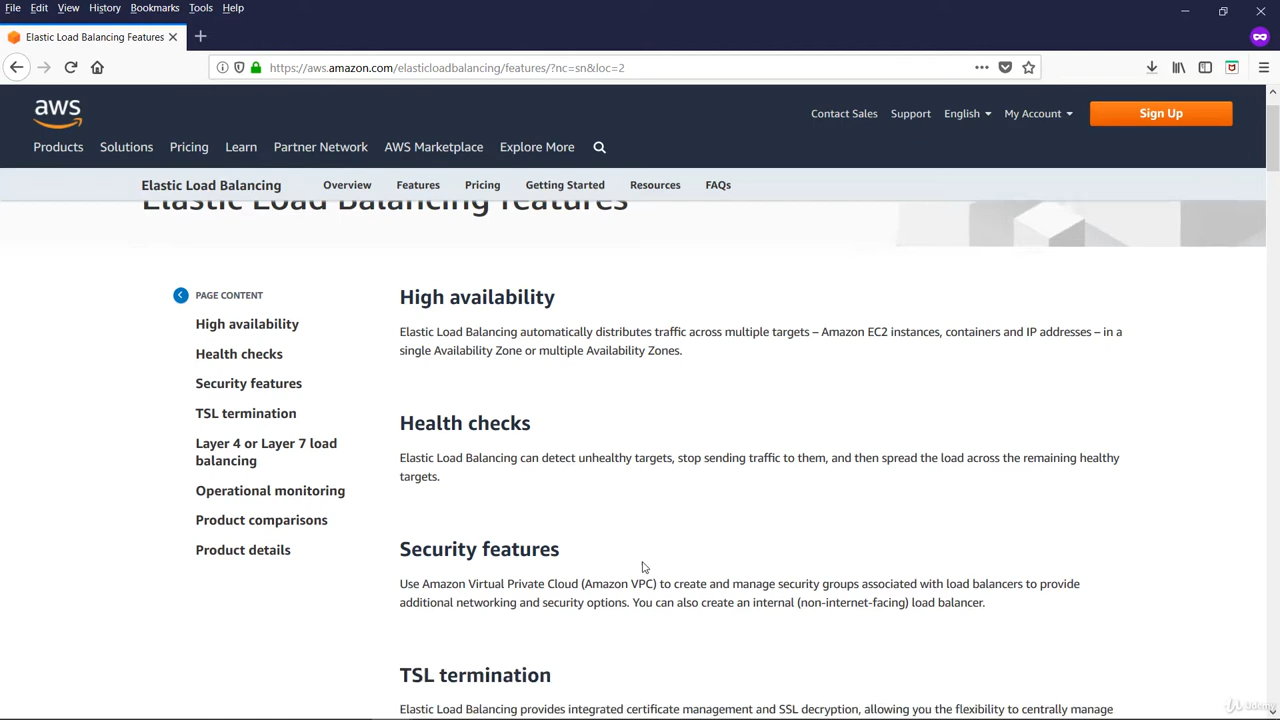 File Edit View History Bookmarks Tools Help
Elastic Load Balancing Features
https://aws.amazon.com/elasticloadbalancing/features/?nc=sn&loc=2
aws
Contact Sales Support English My Account Sign Up
Products Solutions Pricing Learn Partner Network AWS Marketplace Explore More
Elastic Load Balancing Overview Features Pricing Getting Started Resources FAQs
Elastic Load Balancing features
PAGE CONTENT
High availability
Health checks
Security features
TSL termination
Layer 4 or Layer 7 load
balancing
Operational monitoring
Product comparisons
Product details
High availability
Elastic Load Balancing automatically distributes traffic across multiple targets – Amazon EC2 instances, containers and IP addresses – in a
single Availability Zone or multiple Availability Zones.
Health checks
Elastic Load Balancing can detect unhealthy targets, stop sending traffic to them, and then spread the load across the remaining healthy
targets.
Security features
Use Amazon Virtual Private Cloud (Amazon VPC) to create and manage security groups associated with load balancers to provide
additional networking and security options. You can also create an internal (non-internet-facing) load balancer.
TSL termination
Elastic Load Balancing provides integrated certificate management and SSL decryption, allowing you the flexibility to centrally manage
Udemy